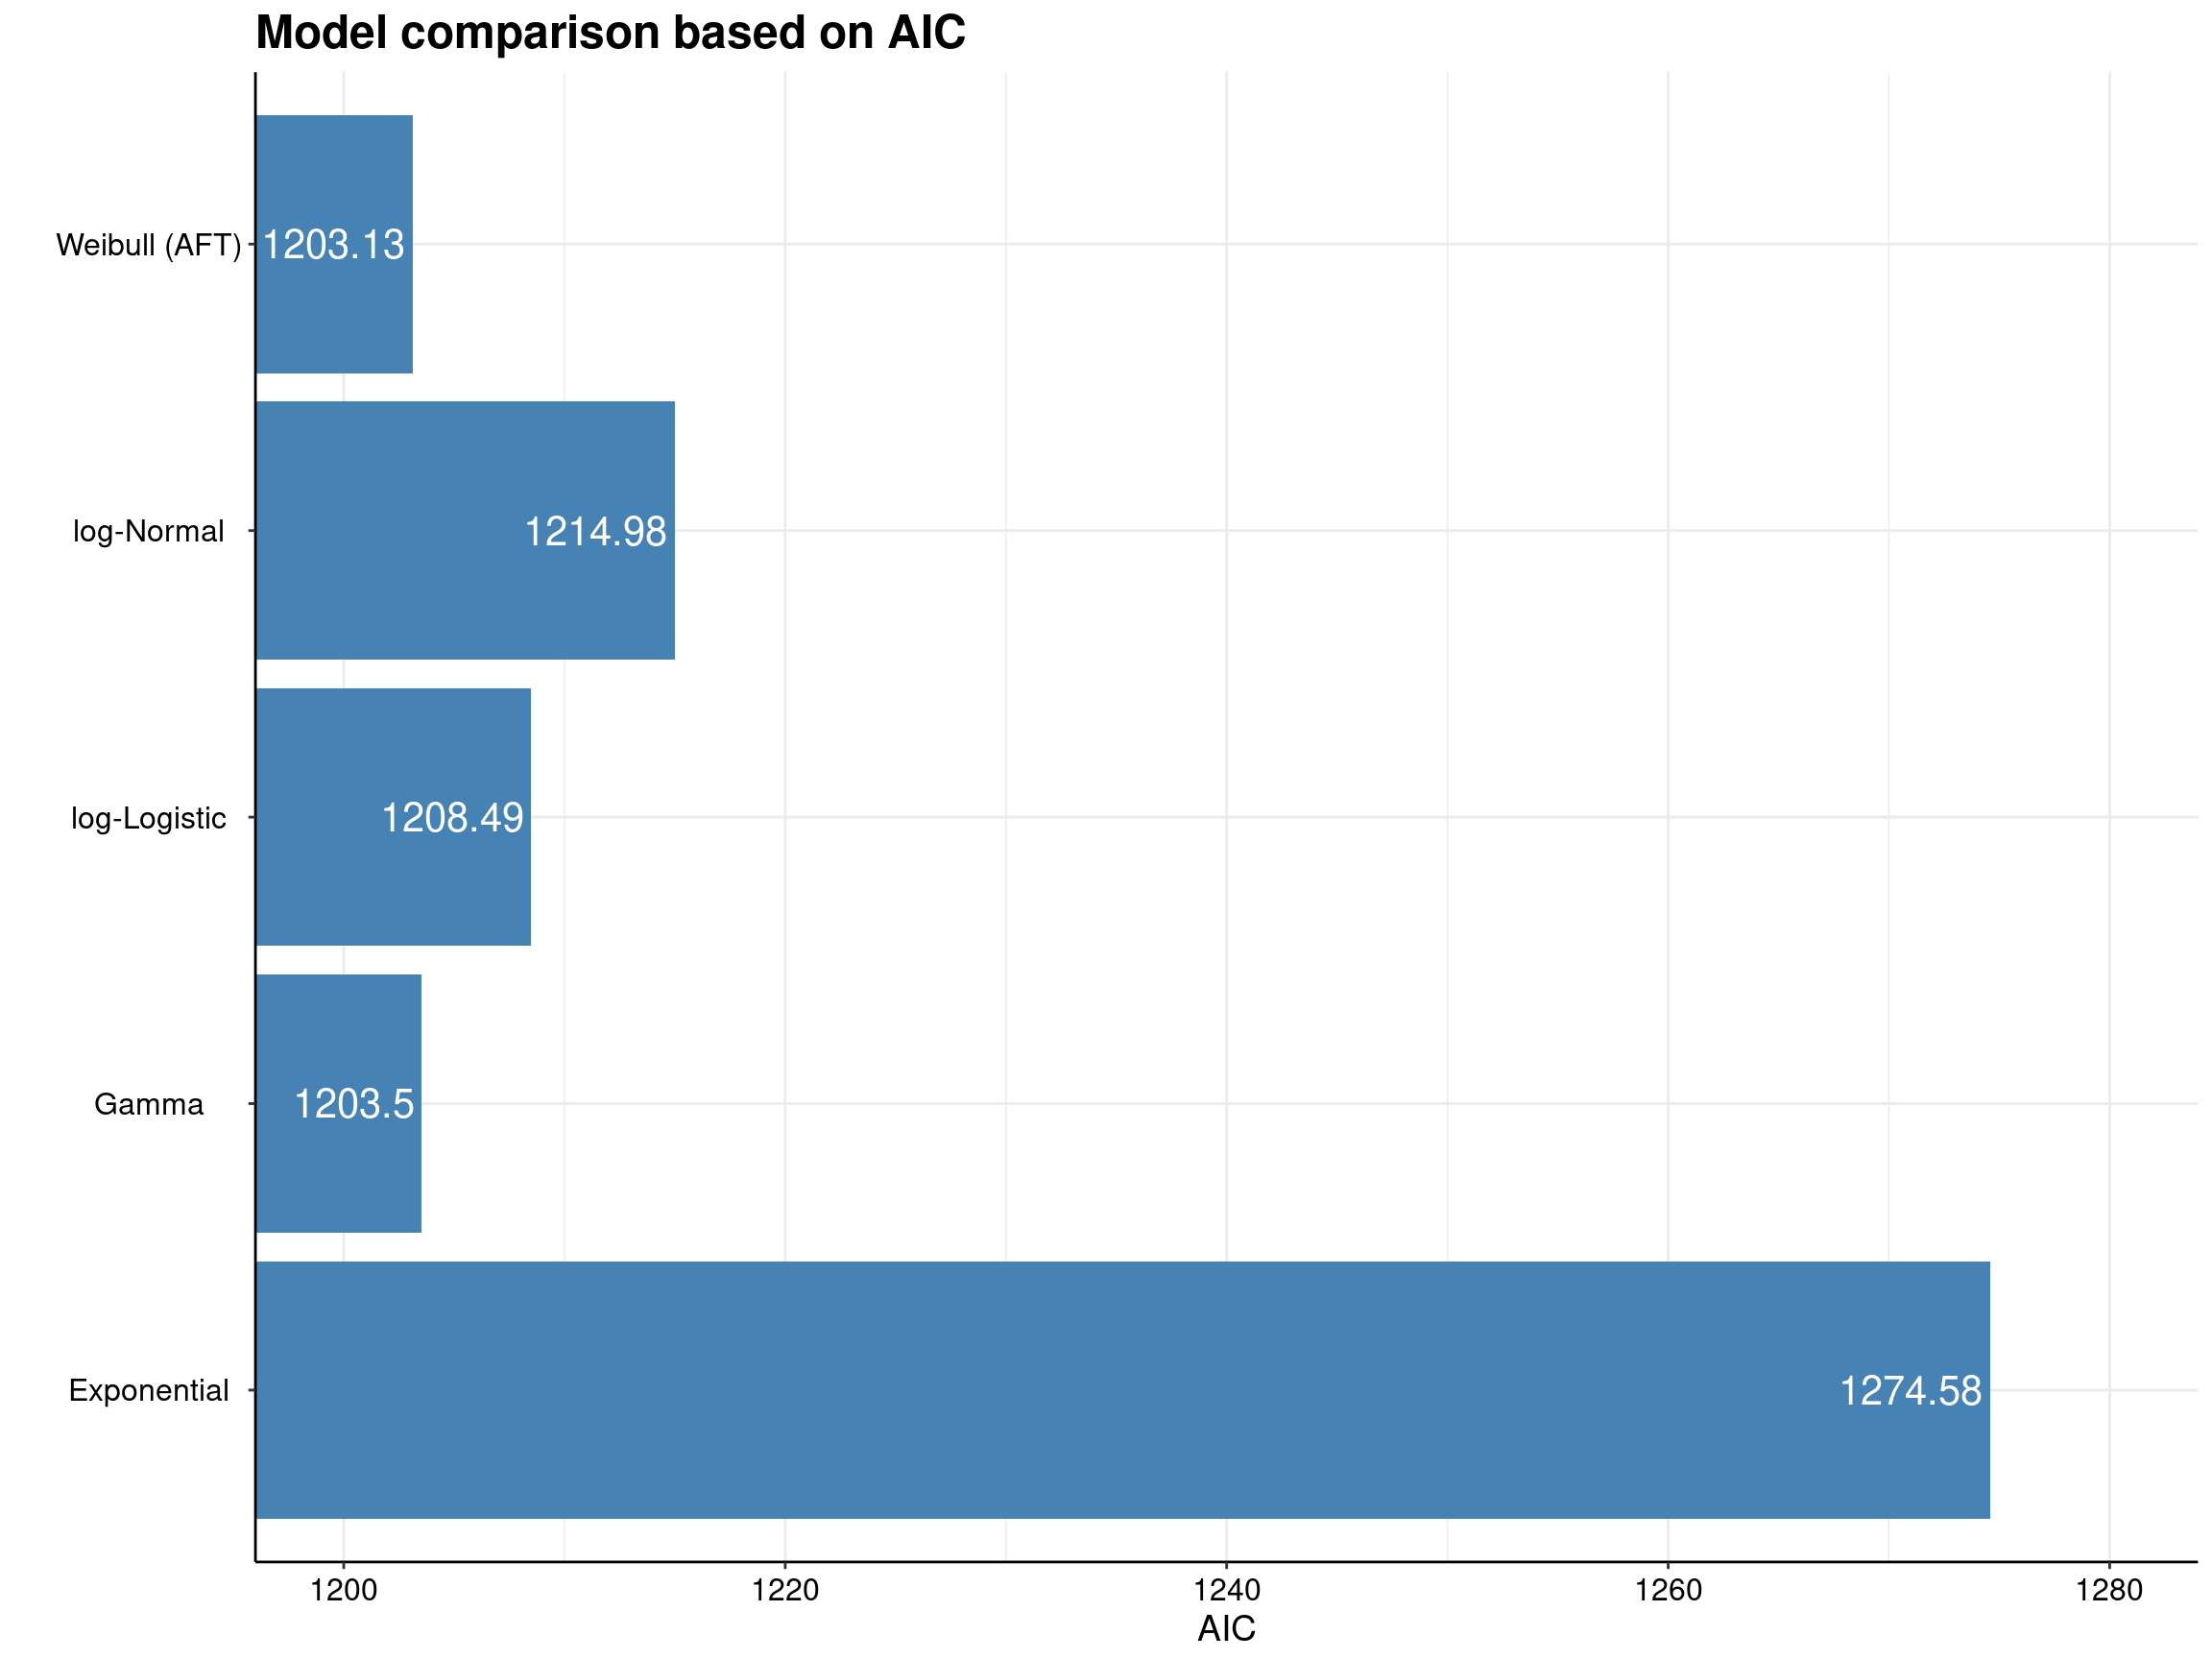 Model comparison based on AIC
Weibull (AFT) 1203.13
log-Normal 1214.98
log-Logistic 1208.49
Gamma 1203.5
Exponential 1274.58
1200 1220 1240 1260 1280
AIC